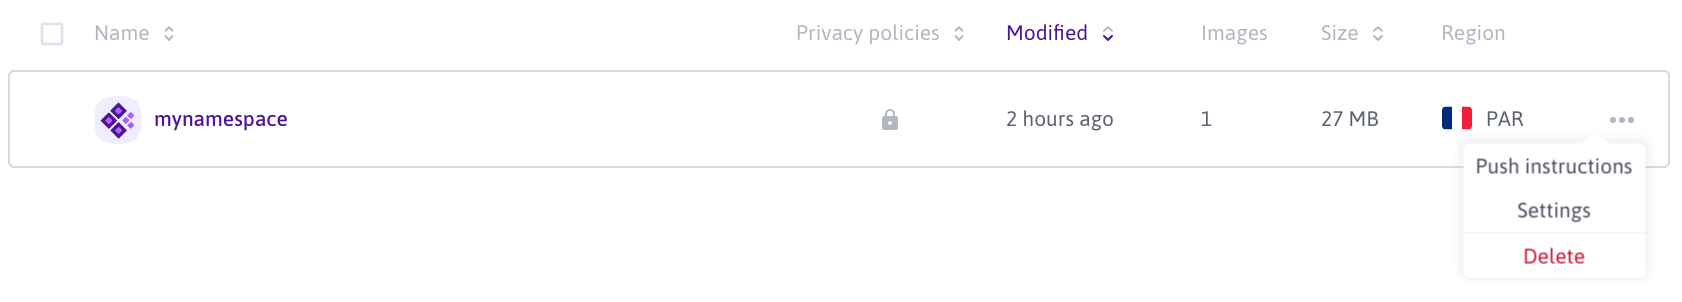 Name Privacy policies Modified Images Size Region
mynamespace 2 hours ago 1 27 MB PAR
Push instructions
Settings
Delete